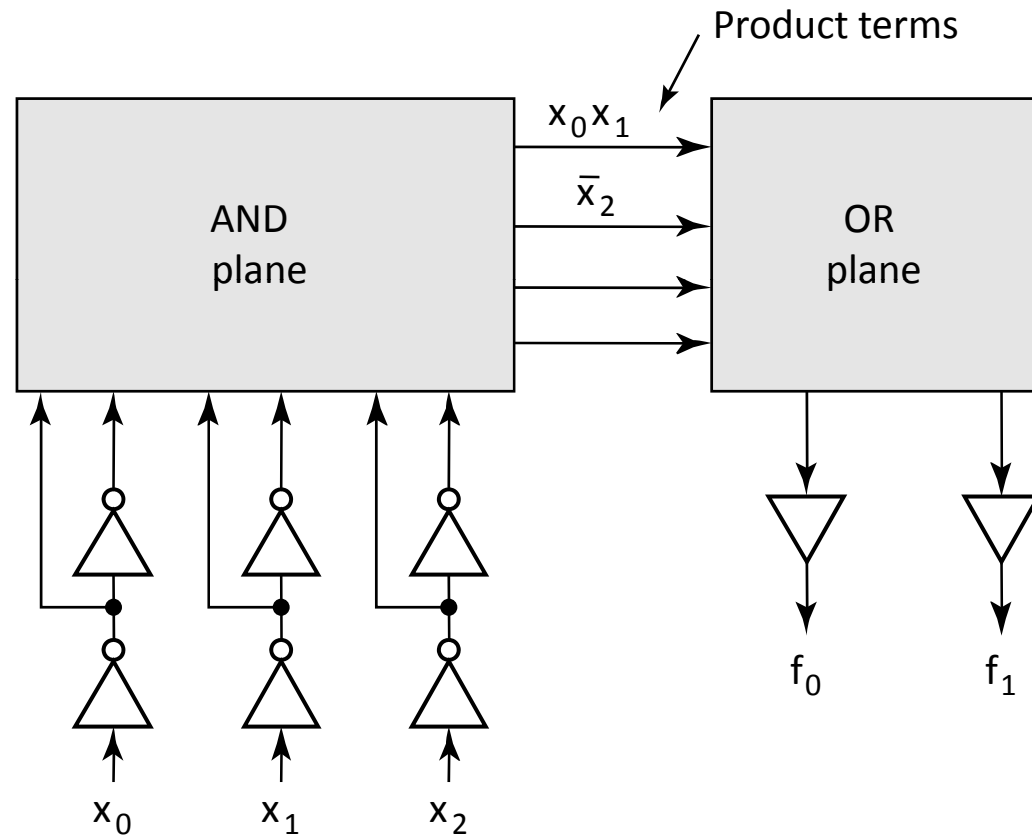 Product terms
x₀x₁
x̄₂
AND
plane
OR
plane
f₀ f₁
x₀ x₁ x₂